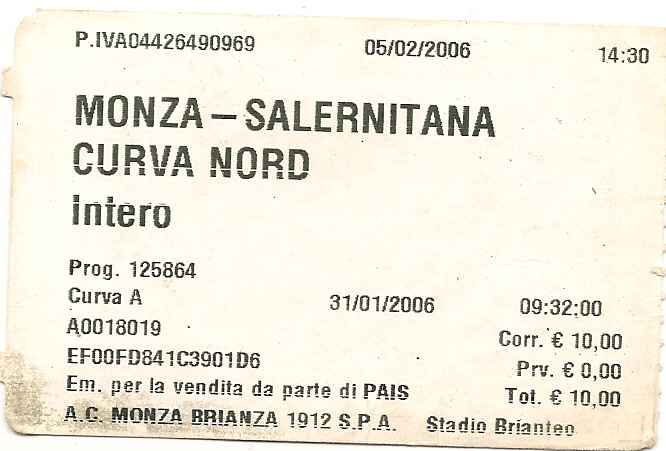 P.IVA04426490969 05/02/2006 14:30
MONZA – SALERNITANA
CURVA NORD
intero
Prog. 125864
Curva A 31/01/2006 09:32:00
A0018019 Corr. € 10,00
EF00FD841C3901D6 Prv. € 0,00
Em. per la vendita da parte di PAIS Tot. € 10,00
A.C. MONZA BRIANZA 1912 S.P.A. Stadio Brianteo